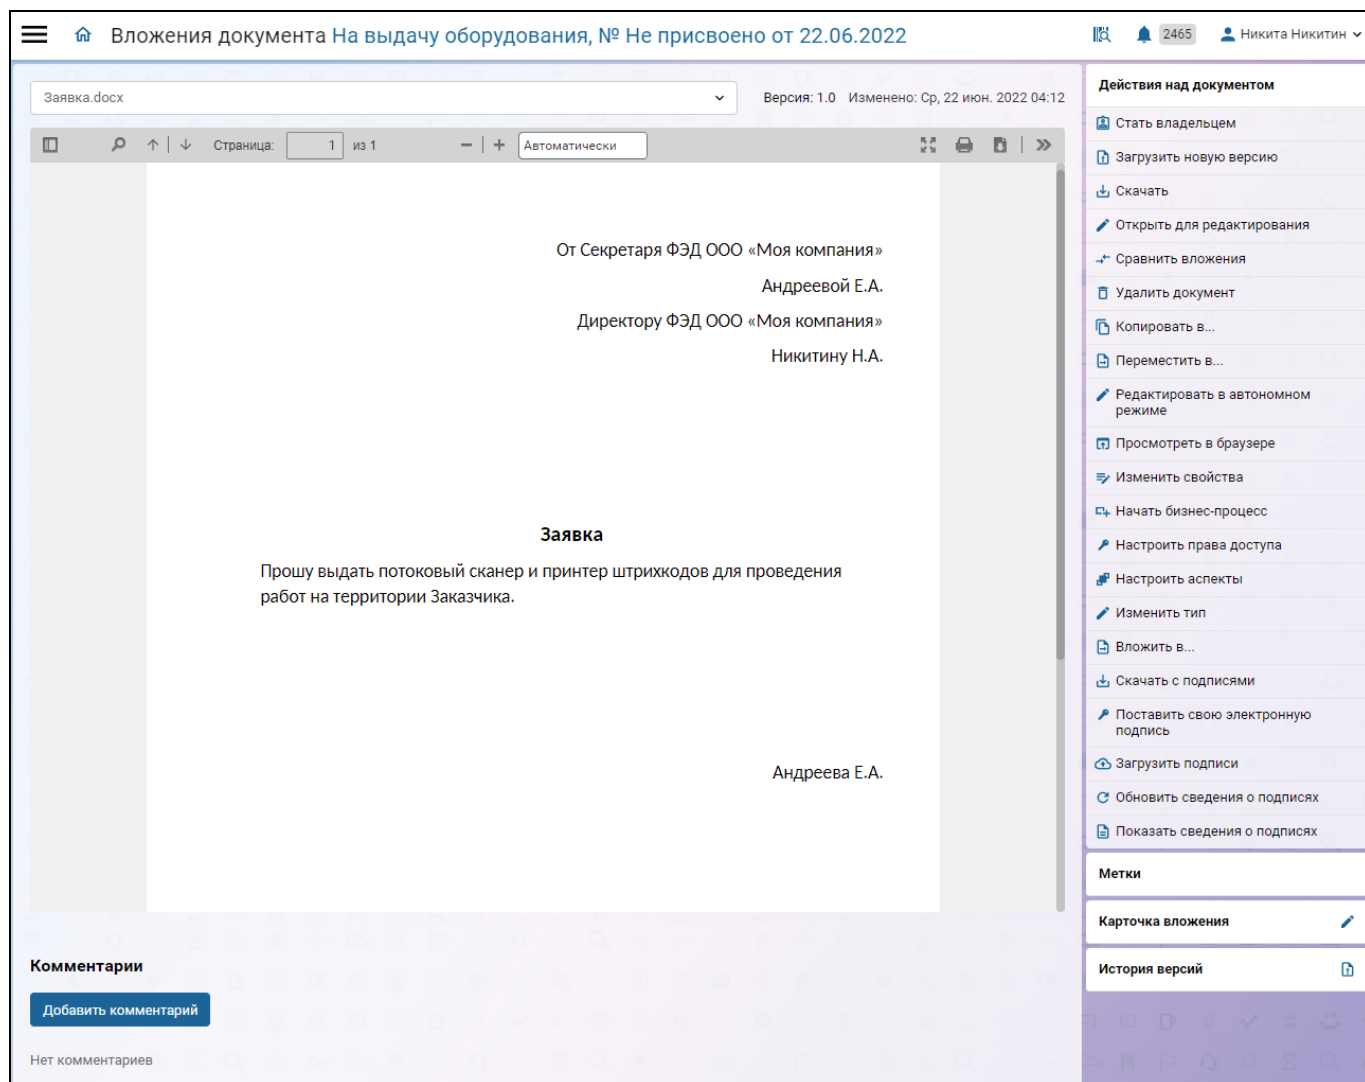 Вложения документа На выдачу оборудования, № Не присвоено от 22.06.2022
2465
Никита Никитин
Заявка.docx
Версия: 1.0 Изменено: Ср, 22 июн. 2022 04:12
Страница: 1 из 1
Автоматически
От Секретаря ФЭД ООО «Моя компания»
Андреевой Е.А.
Директору ФЭД ООО «Моя компания»
Никитину Н.А.
Заявка
Прошу выдать потоковый сканер и принтер штрихкодов для проведения
работ на территории Заказчика.
Андреева Е.А.
Комментарии
Добавить комментарий
Нет комментариев
Действия над документом
Стать владельцем
Загрузить новую версию
Скачать
Открыть для редактирования
Сравнить вложения
Удалить документ
Копировать в...
Переместить в...
Редактировать в автономном
режиме
Просмотреть в браузере
Изменить свойства
Начать бизнес-процесс
Настроить права доступа
Настроить аспекты
Изменить тип
Вложить в...
Скачать с подписями
Поставить свою электронную
подпись
Загрузить подписи
Обновить сведения о подписях
Показать сведения о подписях
Метки
Карточка вложения
История версий